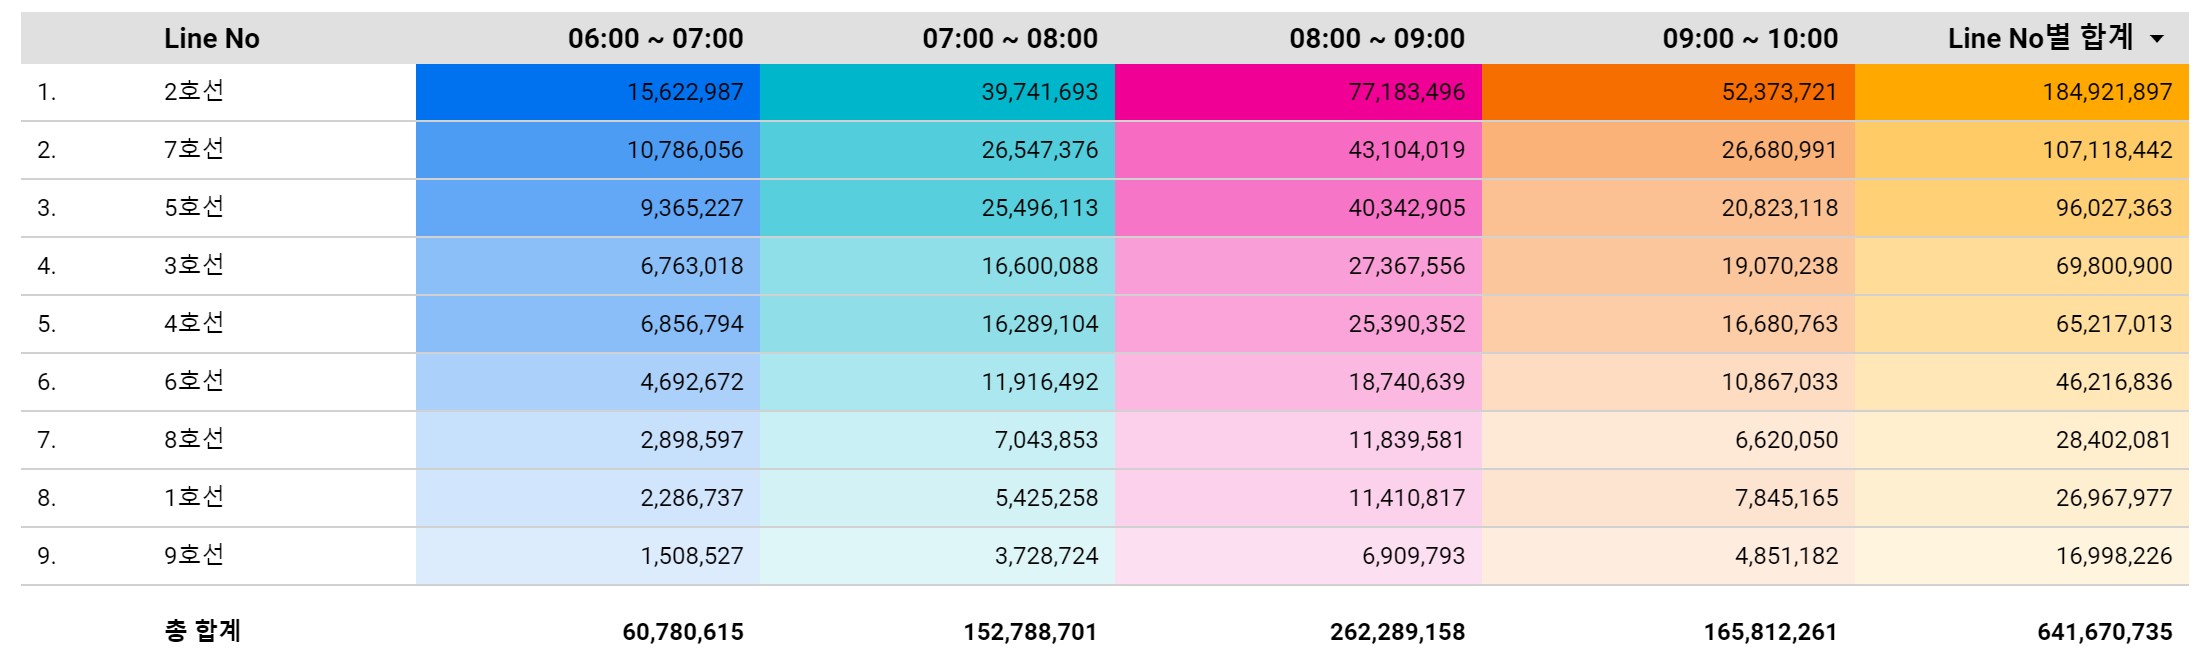 Line No 06:00 ~ 07:00 07:00 ~ 08:00 08:00 ~ 09:00 09:00 ~ 10:00 Line No별 합계
1. 2호선 15,622,987 39,741,693 77,183,496 52,373,721 184,921,897
2. 7호선 10,786,056 26,547,376 43,104,019 26,680,991 107,118,442
3. 5호선 9,365,227 25,496,113 40,342,905 20,823,118 96,027,363
4. 3호선 6,763,018 16,600,088 27,367,556 19,070,238 69,800,900
5. 4호선 6,856,794 16,289,104 25,390,352 16,680,763 65,217,013
6. 6호선 4,692,672 11,916,492 18,740,639 10,867,033 46,216,836
7. 8호선 2,898,597 7,043,853 11,839,581 6,620,050 28,402,081
8. 1호선 2,286,737 5,425,258 11,410,817 7,845,165 26,967,977
9. 9호선 1,508,527 3,728,724 6,909,793 4,851,182 16,998,226
총 합계 60,780,615 152,788,701 262,289,158 165,812,261 641,670,735